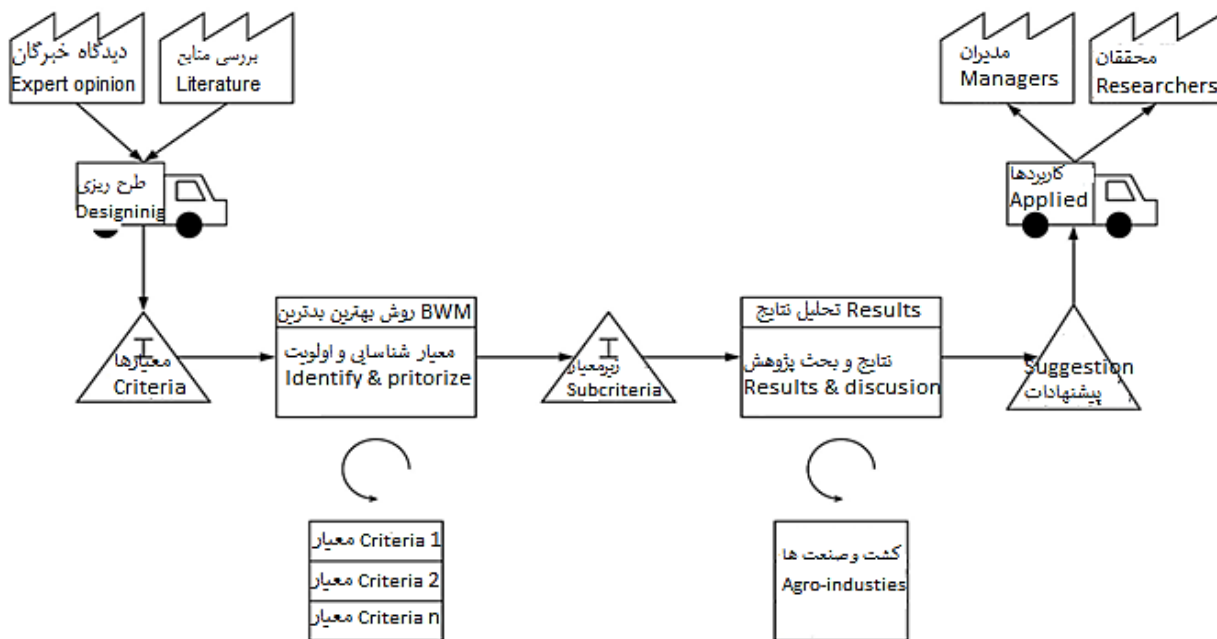 دیدگاه خبرگان
Expert opinion
بررسی منابع
Literature
مدیران
Managers
محققان
Researchers
طرح ریزی
Designinig
کاربردها
Applied
I
معیارها
Criteria
روش بهترین بدترین BWM
معیار شناسایی و اولویت
Identify & pritorize
I
زیرمعیار
Subcriteria
تحلیل نتایج Results
نتایج و بحث پژوهش
Results & discusion
Suggestion
پیشنهادات
معیار Criteria 1
معیار Criteria 2
معیار Criteria n
کشت وصنعت ها
Agro-industies